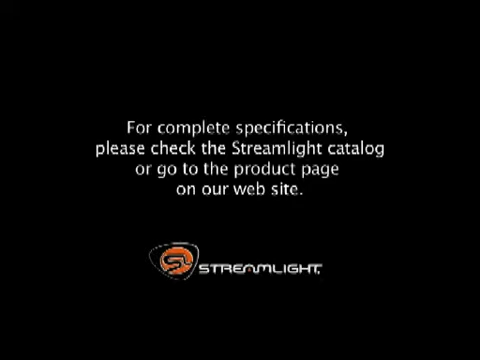 For complete specifications,
please check the Streamlight catalog
or go to the product page
on our web site.
STREAMLIGHT